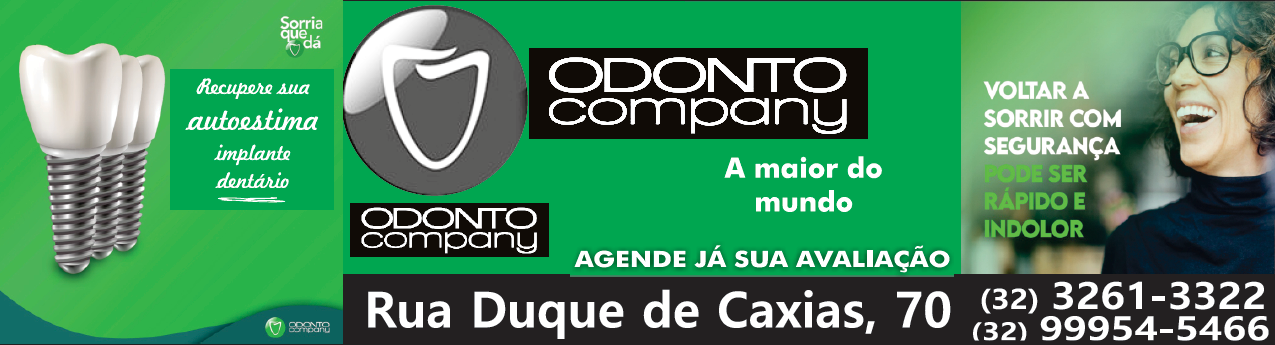 Sorria
que
dá
Recupere sua
autoestima
implante
dentário
ODONTO
company
ODONTO
company
ODONTO
company
A maior do
mundo
AGENDE JÁ SUA AVALIAÇÃO
VOLTAR A
SORRIR COM
SEGURANÇA
PODE SER
RÁPIDO E
INDOLOR
Rua Duque de Caxias, 70
(32) 3261-3322
(32) 99954-5466